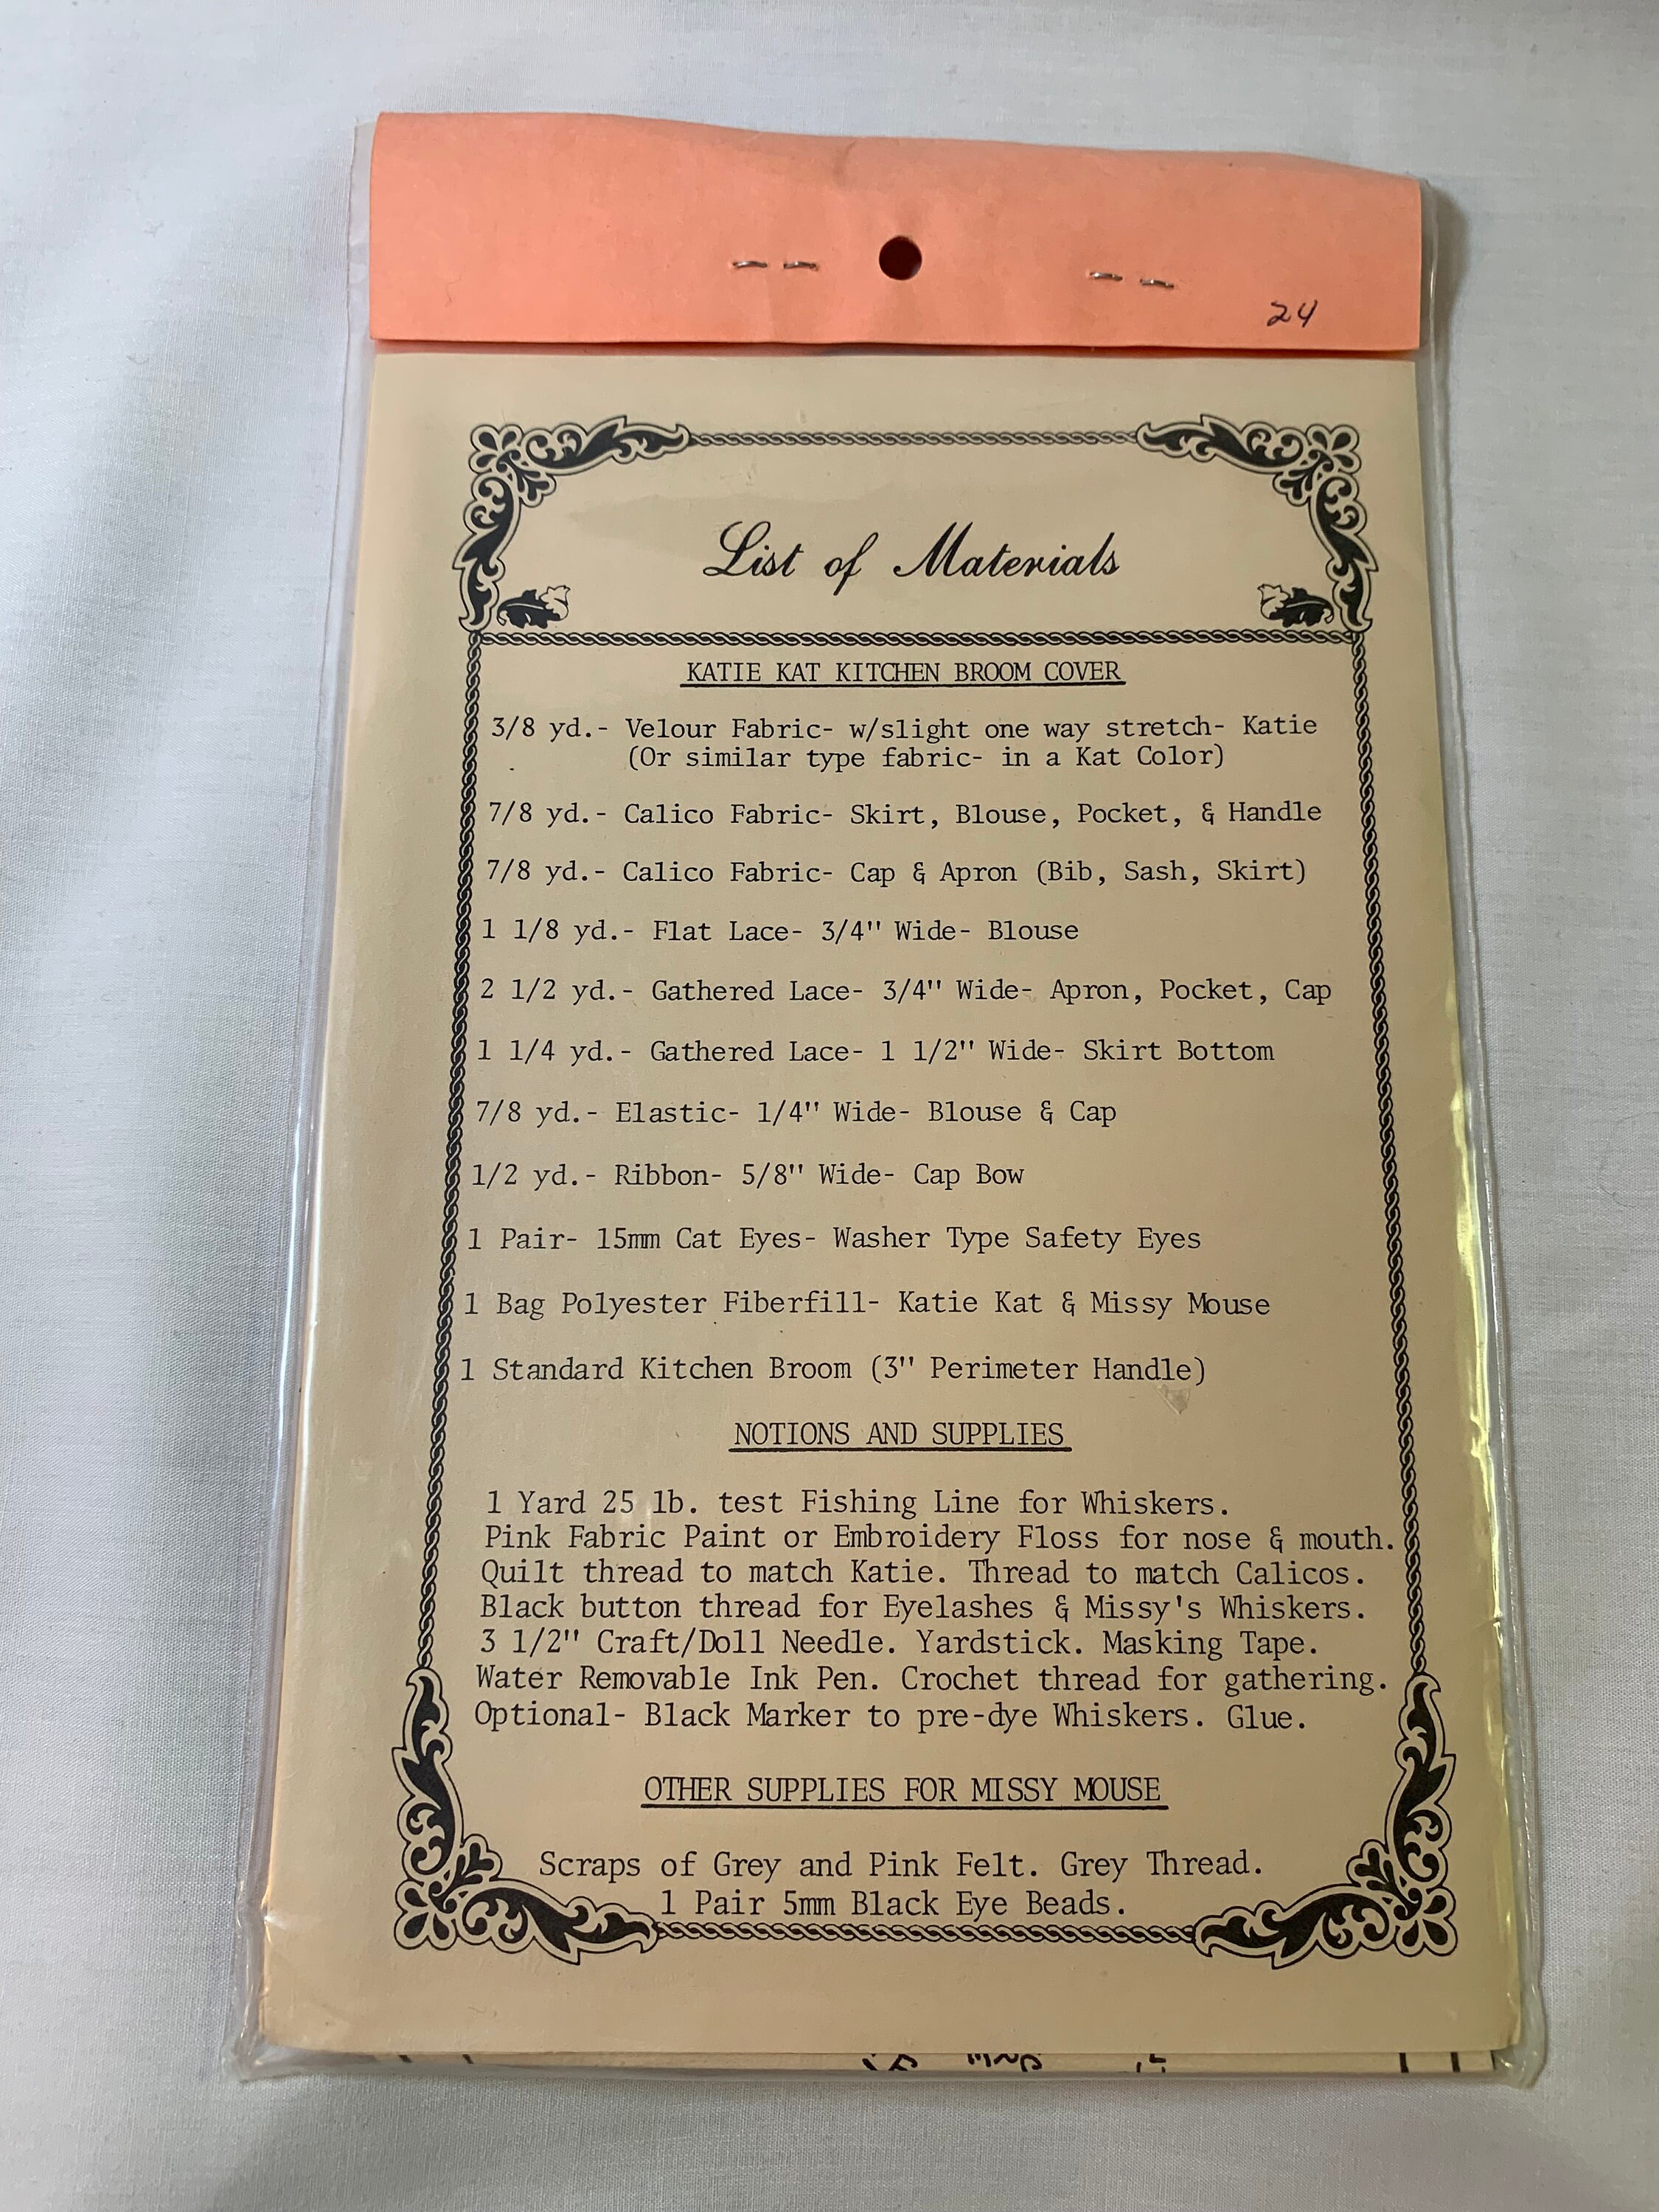 24
List of Materials
KATIE KAT KITCHEN BROOM COVER
3/8 yd.- Velour Fabric- w/slight one way stretch- Katie
(Or similar type fabric- in a Kat Color)
7/8 yd.- Calico Fabric- Skirt, Blouse, Pocket, & Handle
7/8 yd.- Calico Fabric- Cap & Apron (Bib, Sash, Skirt)
1 1/8 yd.- Flat Lace- 3/4" Wide- Blouse
2 1/2 yd.- Gathered Lace- 3/4" Wide- Apron, Pocket, Cap
1 1/4 yd.- Gathered Lace- 1 1/2" Wide- Skirt Bottom
7/8 yd.- Elastic- 1/4" Wide- Blouse & Cap
1/2 yd.- Ribbon- 5/8" Wide- Cap Bow
1 Pair- 15mm Cat Eyes- Washer Type Safety Eyes
1 Bag Polyester Fiberfill- Katie Kat & Missy Mouse
1 Standard Kitchen Broom (3" Perimeter Handle)
NOTIONS AND SUPPLIES
1 Yard 25 lb. test Fishing Line for Whiskers.
Pink Fabric Paint or Embroidery Floss for nose & mouth.
Quilt thread to match Katie. Thread to match Calicos.
Black button thread for Eyelashes & Missy's Whiskers.
3 1/2" Craft/Doll Needle. Yardstick. Masking Tape.
Water Removable Ink Pen. Crochet thread for gathering.
Optional- Black Marker to pre-dye Whiskers. Glue.
OTHER SUPPLIES FOR MISSY MOUSE
Scraps of Grey and Pink Felt. Grey Thread.
1 Pair 5mm Black Eye Beads.